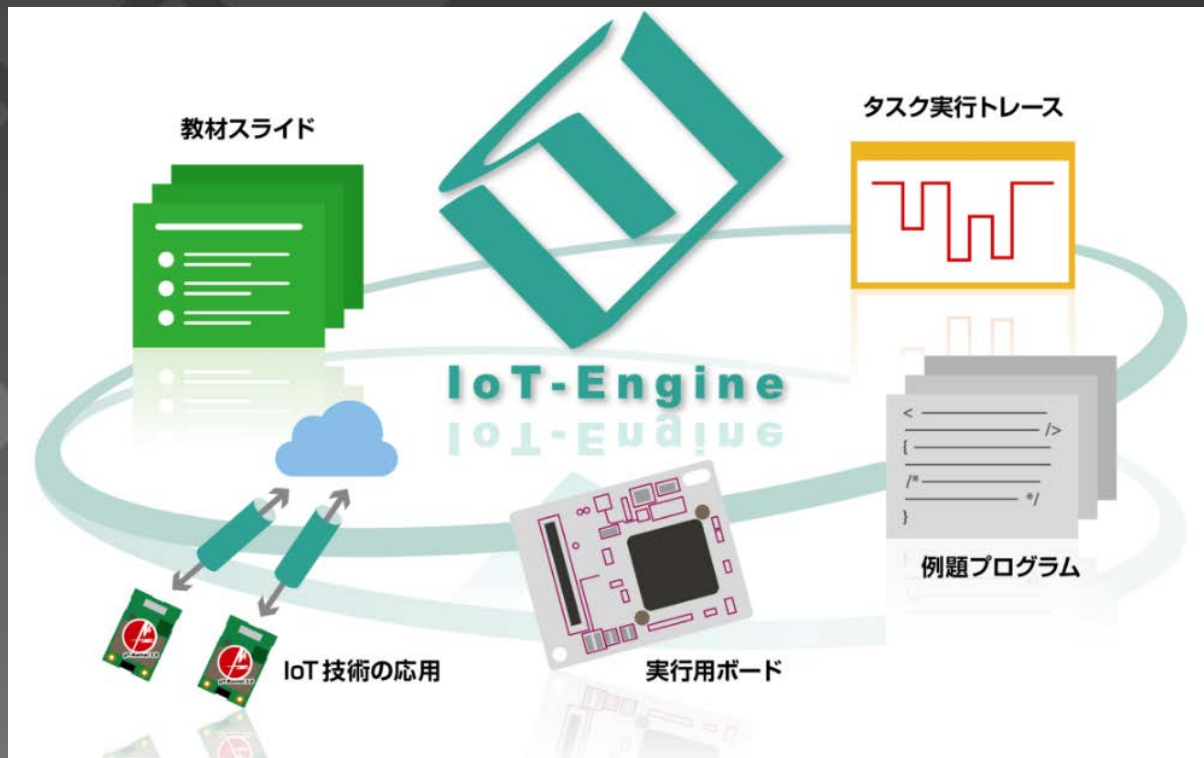 教材スライド
タスク実行トレース
IoT-Engine
<
/>
{
/*
*/
}
例題プログラム
IoT 技術の応用
実行用ボード